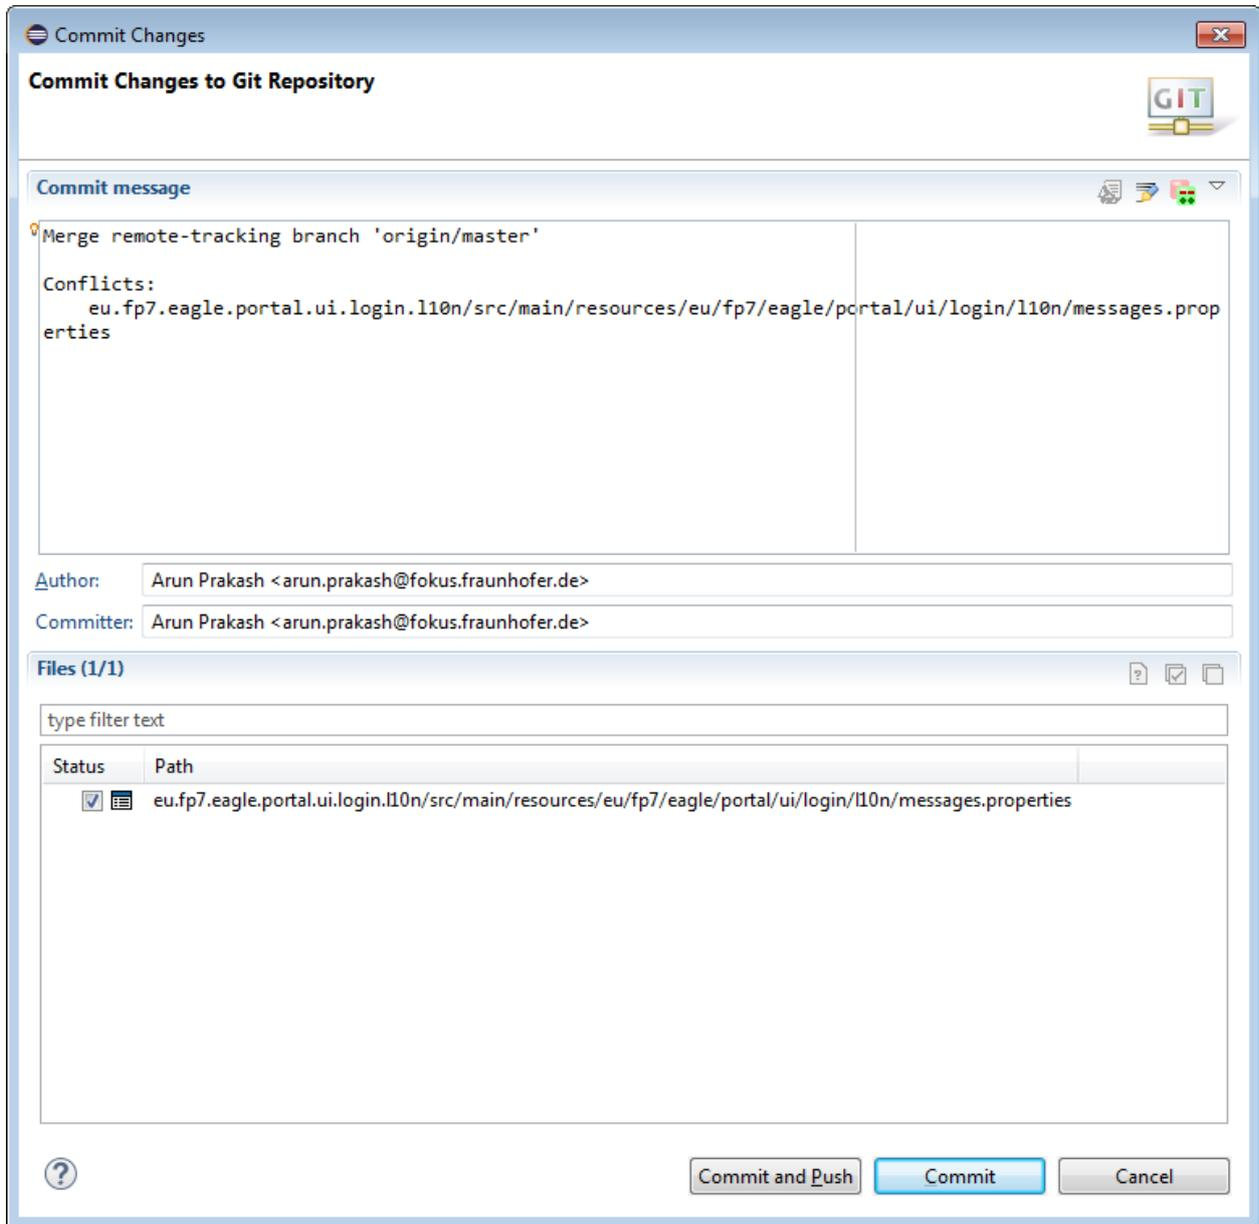 Commit Changes
Commit Changes to Git Repository
GIT
Commit message
Merge remote-tracking branch 'origin/master'
Conflicts:
eu.fp7.eagle.portal.ui.login.l10n/src/main/resources/eu/fp7/eagle/portal/ui/login/l10n/messages.prop
erties
Author: Arun Prakash <arun.prakash@fokus.fraunhofer.de>
Committer: Arun Prakash <arun.prakash@fokus.fraunhofer.de>
Files (1/1)
type filter text
Status Path
eu.fp7.eagle.portal.ui.login.l10n/src/main/resources/eu/fp7/eagle/portal/ui/login/l10n/messages.properties
Commit and Push Commit Cancel